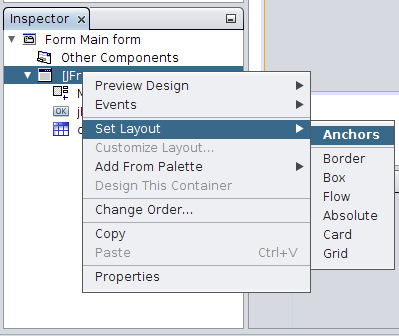 Inspector
Form Main form
Other Components
[JFr
Preview Design
Events
Set Layout
Customize Layout...
Add From Palette
Design This Container
Change Order...
Copy
Paste Ctrl+V
Properties
Anchors
Border
Box
Flow
Absolute
Card
Grid
OK